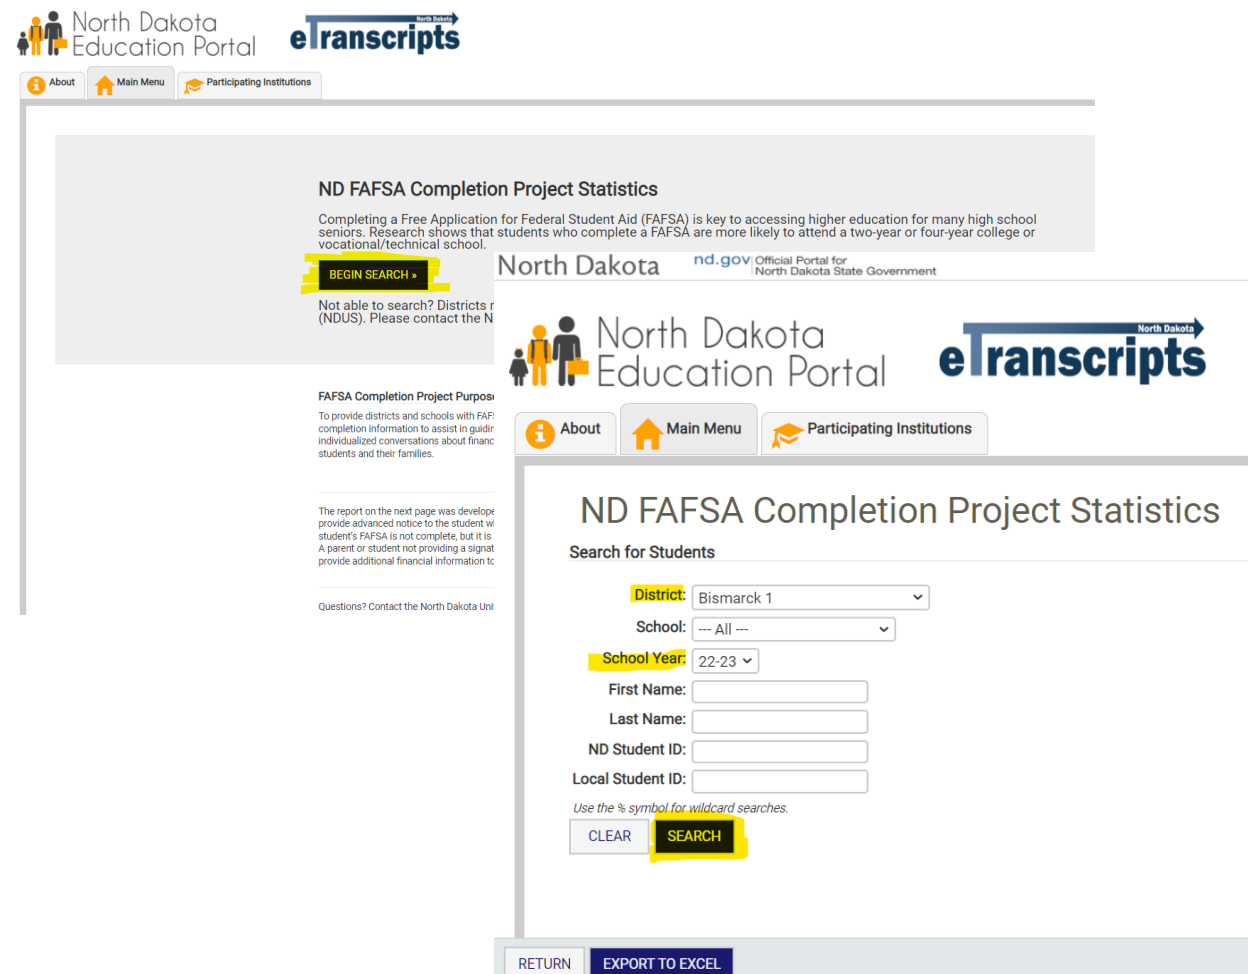 North Dakota
Education Portal
North Dakota
eTranscripts
About
Main Menu
Participating Institutions
ND FAFSA Completion Project Statistics
Completing a Free Application for Federal Student Aid (FAFSA) is key to accessing higher education for many high school
seniors. Research shows that students who complete a FAFSA are more likely to attend a two-year or four-year college or
vocational/technical school.
BEGIN SEARCH »
Not able to search? Districts
(NDUS). Please contact the
FAFSA Completion Project
To provide districts and schools with
completion information to assist in
individualized conversations about
students and their families.
The report on the next page was
provide advanced notice to the student
student's FAFSA is not complete, but it is
A parent or student not providing a
provide additional financial information
Questions? Contact the North Dakota
North Dakota
nd.gov
Official Portal for
North Dakota State Government
North Dakota
Education Portal
North Dakota
eTranscripts
About
Main Menu
Participating Institutions
ND FAFSA Completion Project Statistics
Search for Students
District: Bismarck 1
School: --- All ---
School Year: 22-23
First Name:
Last Name:
ND Student ID:
Local Student ID:
Use the % symbol for wildcard searches.
CLEAR
SEARCH
RETURN
EXPORT TO EXCEL